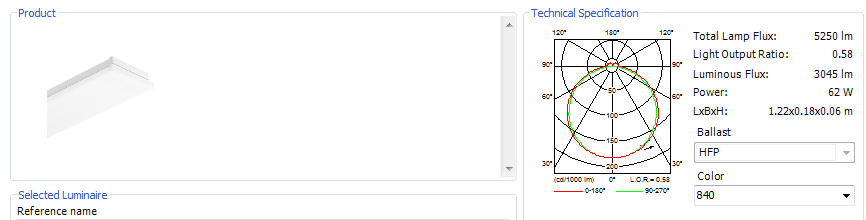 Product
Technical Specification
120° 180° 120°
90° 90°
60° 60°
50
100
150
200
30° 30°
(cd/1000 lm) 0° L.O.R.= 0.58
0-180° 90-270°
Total Lamp Flux: 5250 lm
Light Output Ratio: 0.58
Luminous Flux: 3045 lm
Power: 62 W
LxBxH: 1.22x0.18x0.06 m
Ballast
HFP
Color
840
Selected Luminaire
Reference name